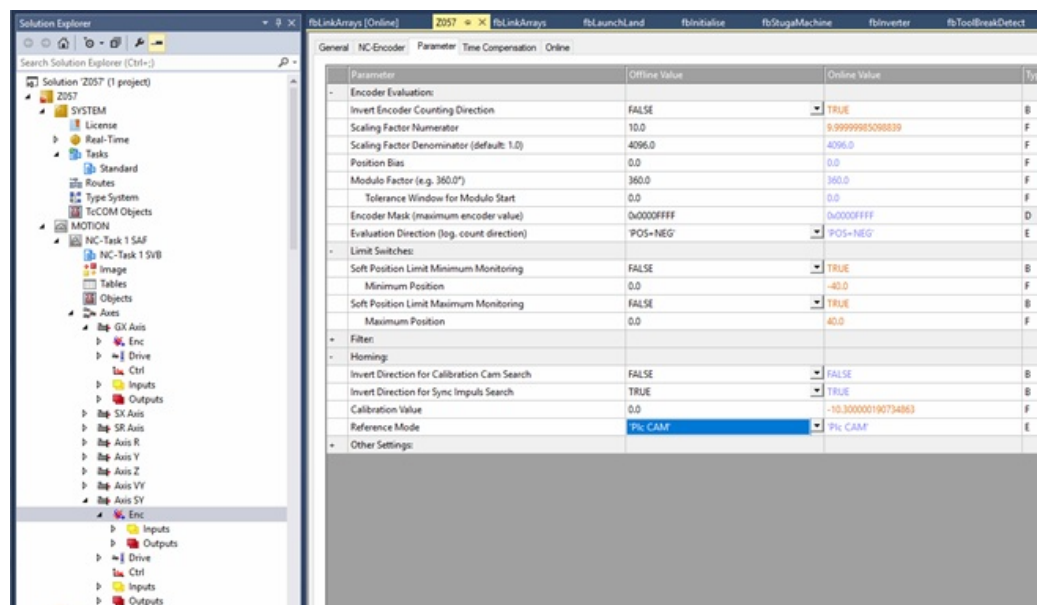 Solution Explorer
fbLinkArrays [Online] Z057 fbLinkArrays fbLaunchLand fbInitialise fbStugaMachine fbInverter fbToolBreakDetect
General NC-Encoder Parameter Time Compensation Online
Search Solution Explorer (Ctrl+;)
Parameter Offline Value Online Value
Solution 'Z057' (1 project)
Z057
SYSTEM
License
Real-Time
Tasks
Standard
Routes
Type System
TcCOM Objects
MOTION
NC-Task 1 SAF
NC-Task 1 SVB
Image
Tables
Objects
Axes
GX Axis
Enc
Drive
Ctrl
Inputs
Outputs
SX Axis
SR Axis
Axis R
Axis Y
Axis Z
Axis VY
Axis SY
Enc
Inputs
Outputs
Drive
Ctrl
Inputs
Outputs
- Encoder Evaluation:
Invert Encoder Counting Direction FALSE TRUE B
Scaling Factor Numerator 10.0 9.99999985098839 F
Scaling Factor Denominator (default: 1.0) 4096.0 4096.0 F
Position Bias 0.0 0.0 F
Modulo Factor (e.g. 360.0°) 360.0 360.0 F
Tolerance Window for Modulo Start 0.0 0.0 F
Encoder Mask (maximum encoder value) 0x0000FFFF 0x0000FFFF D
Evaluation Direction (log. count direction) 'POS+NEG' 'POS+NEG' E
- Limit Switches:
Soft Position Limit Minimum Monitoring FALSE TRUE B
Minimum Position 0.0 -40.0 F
Soft Position Limit Maximum Monitoring FALSE TRUE B
Maximum Position 0.0 40.0 F
+ Filter:
- Homing:
Invert Direction for Calibration Cam Search FALSE FALSE B
Invert Direction for Sync Impuls Search TRUE TRUE B
Calibration Value 0.0 -10.300000190734863 F
Reference Mode 'Plc CAM' 'Plc CAM' E
+ Other Settings: